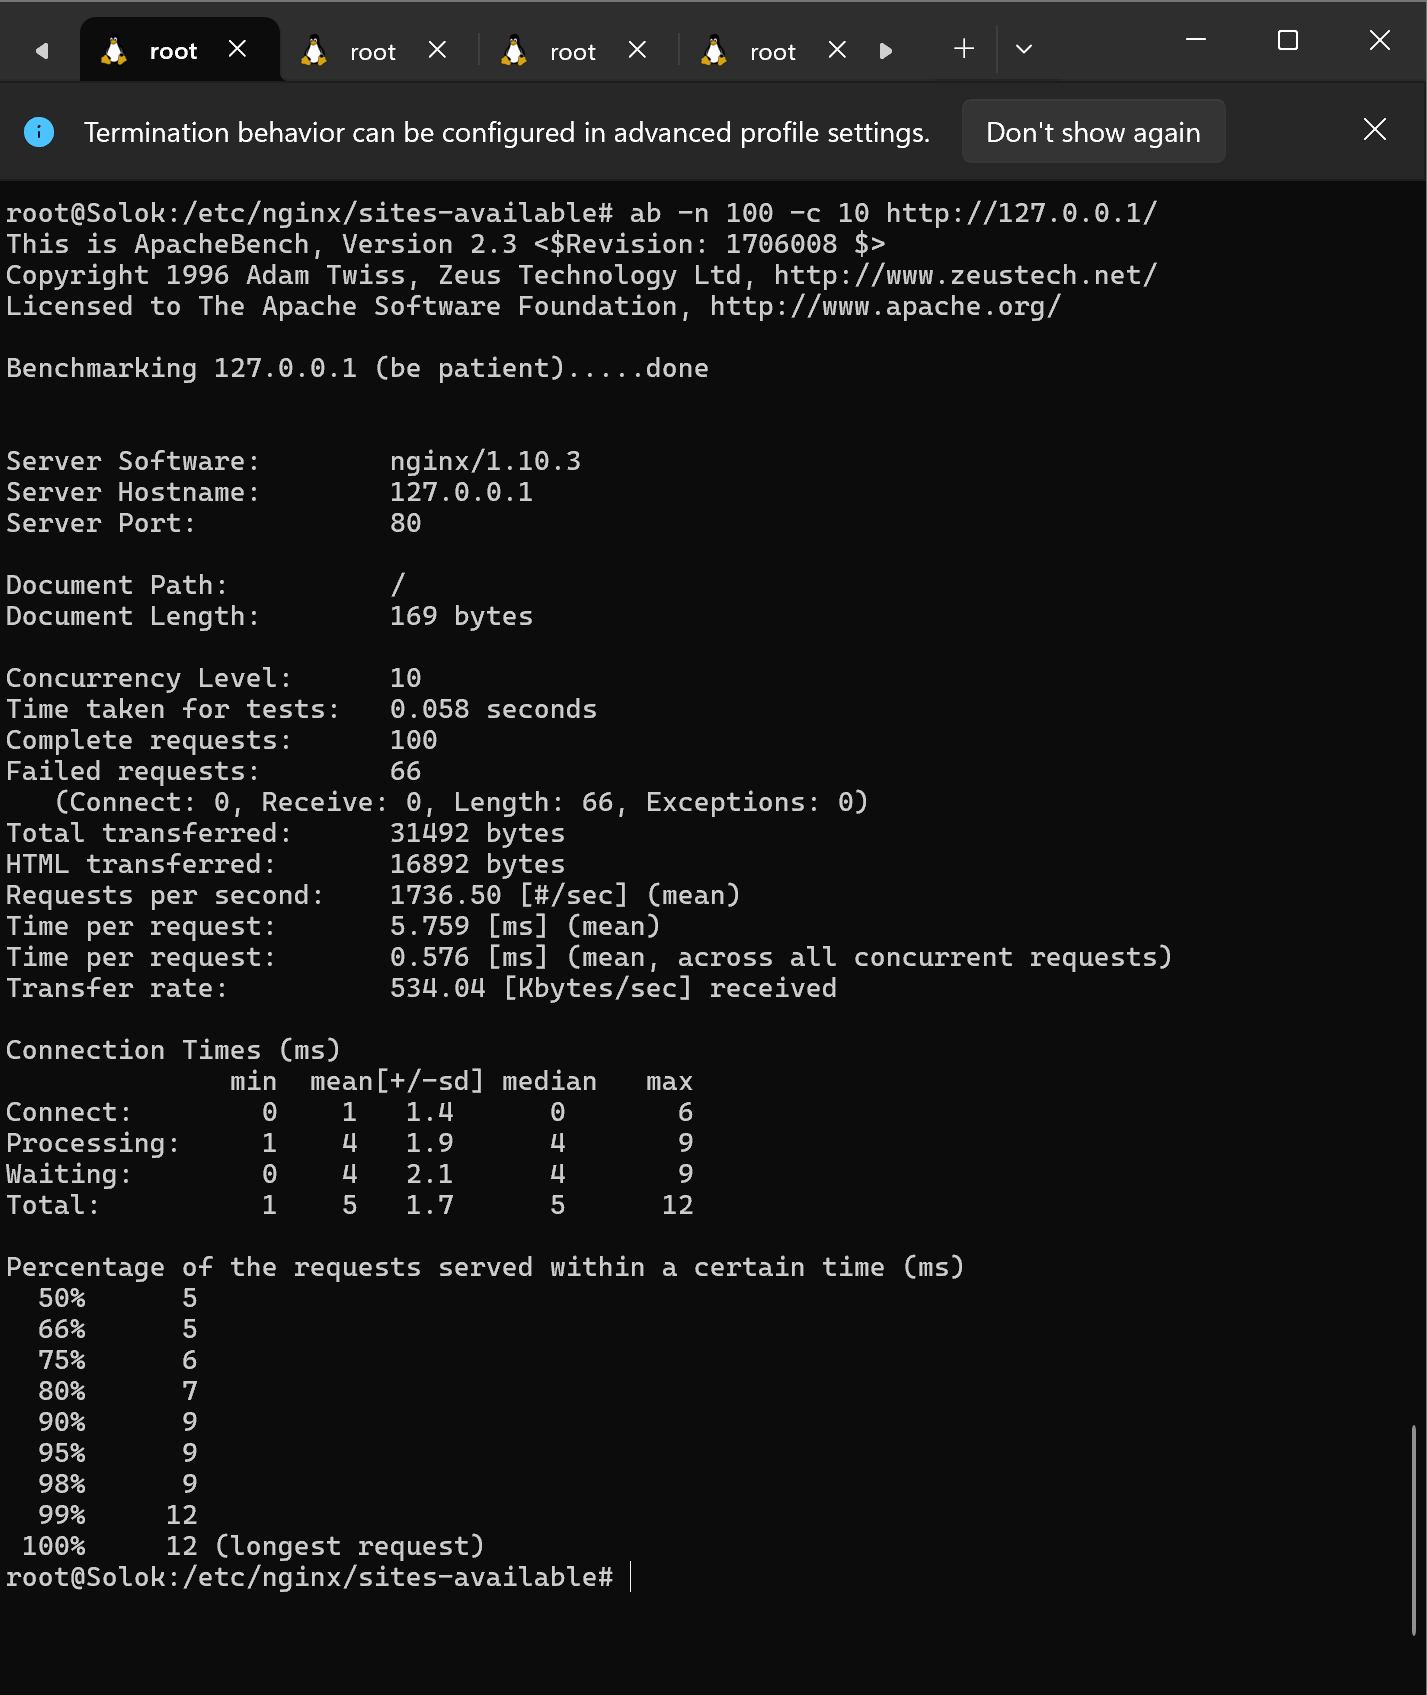 root
root
root
root
Termination behavior can be configured in advanced profile settings.
Don't show again
root@Solok:/etc/nginx/sites-available# ab -n 100 -c 10 http://127.0.0.1/
This is ApacheBench, Version 2.3 <$Revision: 1706008 $>
Copyright 1996 Adam Twiss, Zeus Technology Ltd, http://www.zeustech.net/
Licensed to The Apache Software Foundation, http://www.apache.org/

Benchmarking 127.0.0.1 (be patient).....done


Server Software:        nginx/1.10.3
Server Hostname:        127.0.0.1
Server Port:            80

Document Path:          /
Document Length:        169 bytes

Concurrency Level:      10
Time taken for tests:   0.058 seconds
Complete requests:      100
Failed requests:        66
   (Connect: 0, Receive: 0, Length: 66, Exceptions: 0)
Total transferred:      31492 bytes
HTML transferred:       16892 bytes
Requests per second:    1736.50 [#/sec] (mean)
Time per request:       5.759 [ms] (mean)
Time per request:       0.576 [ms] (mean, across all concurrent requests)
Transfer rate:          534.04 [Kbytes/sec] received

Connection Times (ms)
              min  mean[+/-sd] median   max
Connect:        0    1   1.4      0       6
Processing:     1    4   1.9      4       9
Waiting:        0    4   2.1      4       9
Total:          1    5   1.7      5      12

Percentage of the requests served within a certain time (ms)
  50%      5
  66%      5
  75%      6
  80%      7
  90%      9
  95%      9
  98%      9
  99%     12
 100%     12 (longest request)
root@Solok:/etc/nginx/sites-available#